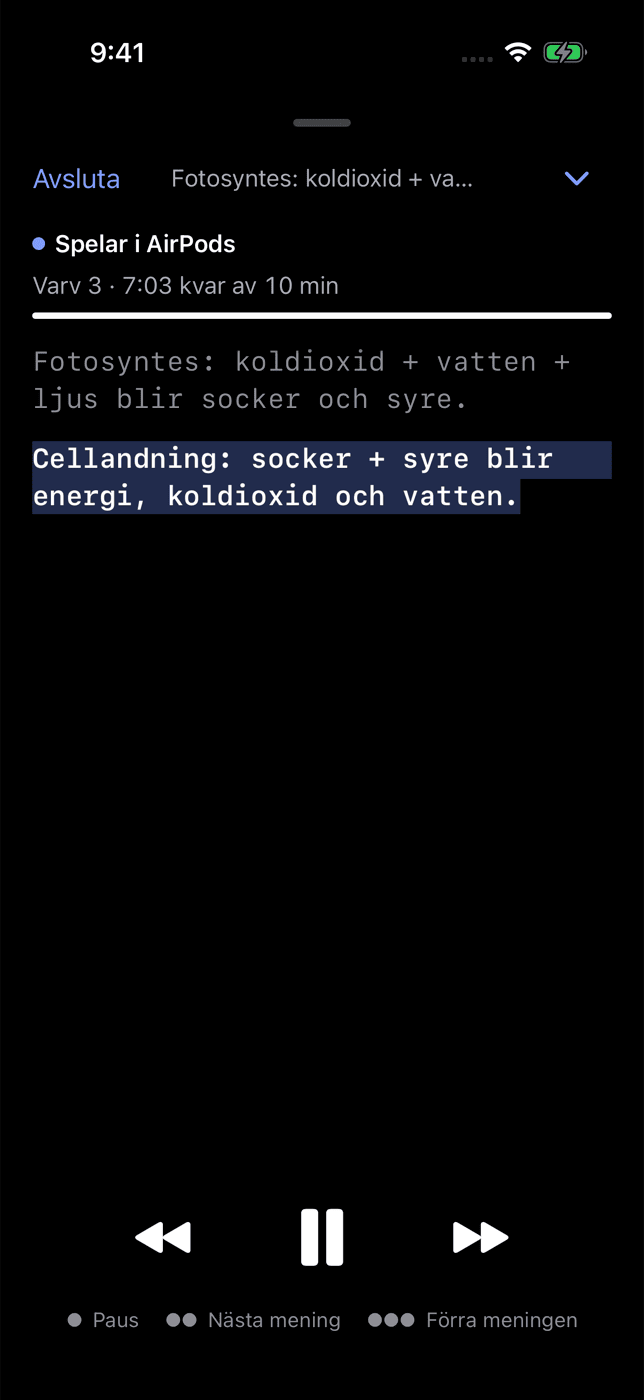 9:41
Avsluta Fotosyntes: koldioxid + va...
Spelar i AirPods
Varv 3 · 7:03 kvar av 10 min
Fotosyntes: koldioxid + vatten +
ljus blir socker och syre.
Cellandning: socker + syre blir
energi, koldioxid och vatten.
Paus Nästa mening Förra meningen